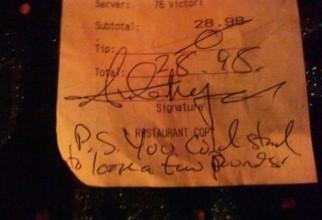 Server: 76 Victori
Subtotal: 28.98
Tip:
Total: 28.98.
Signature
RESTAURANT COPY
P.S. You could stand
to loose a few pounds!